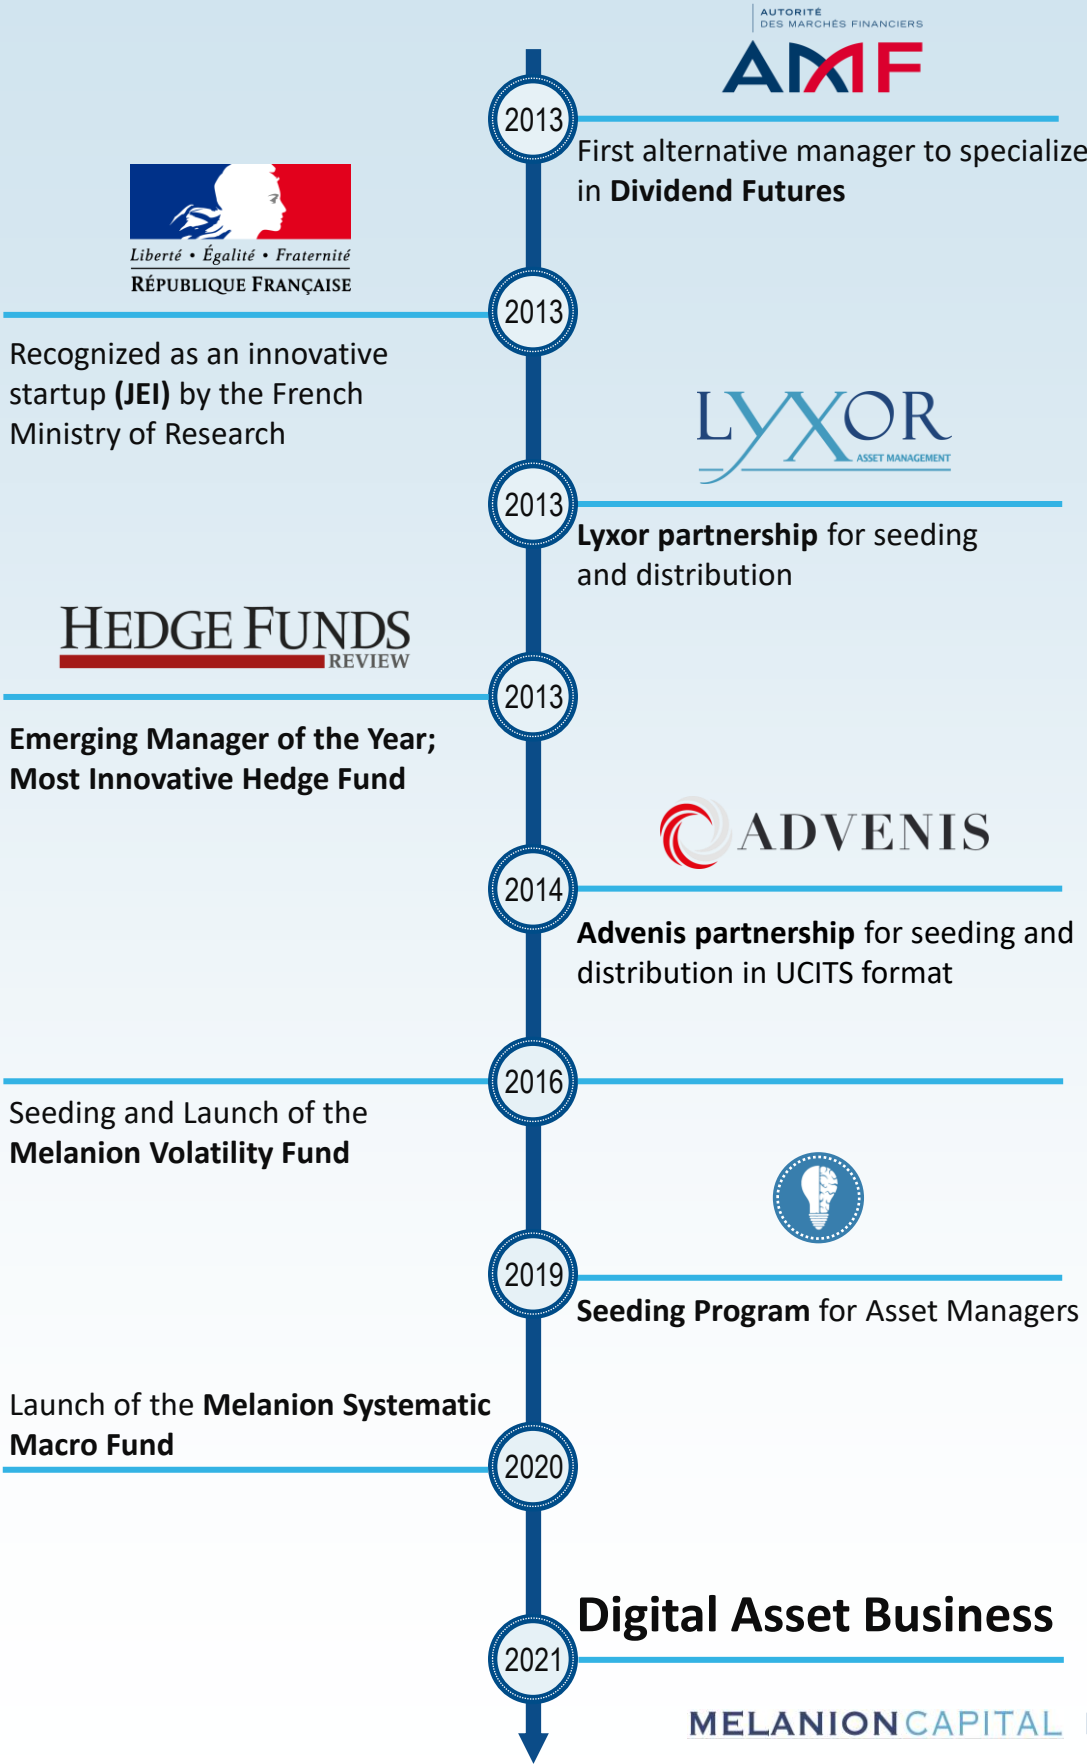 AUTORITÉ
DES MARCHÉS FINANCIERS
AMF
2013
First alternative manager to specialize
in Dividend Futures
Liberté • Égalité • Fraternité
RÉPUBLIQUE FRANÇAISE
2013
Recognized as an innovative
startup (JEI) by the French
Ministry of Research
LYXOR
ASSET MANAGEMENT
2013
Lyxor partnership for seeding
and distribution
HEDGE FUNDS
REVIEW
2013
Emerging Manager of the Year;
Most Innovative Hedge Fund
ADVENIS
2014
Advenis partnership for seeding and
distribution in UCITS format
2016
Seeding and Launch of the
Melanion Volatility Fund
2019
Seeding Program for Asset Managers
Launch of the Melanion Systematic
Macro Fund
2020
Digital Asset Business
2021
MELANION CAPITAL